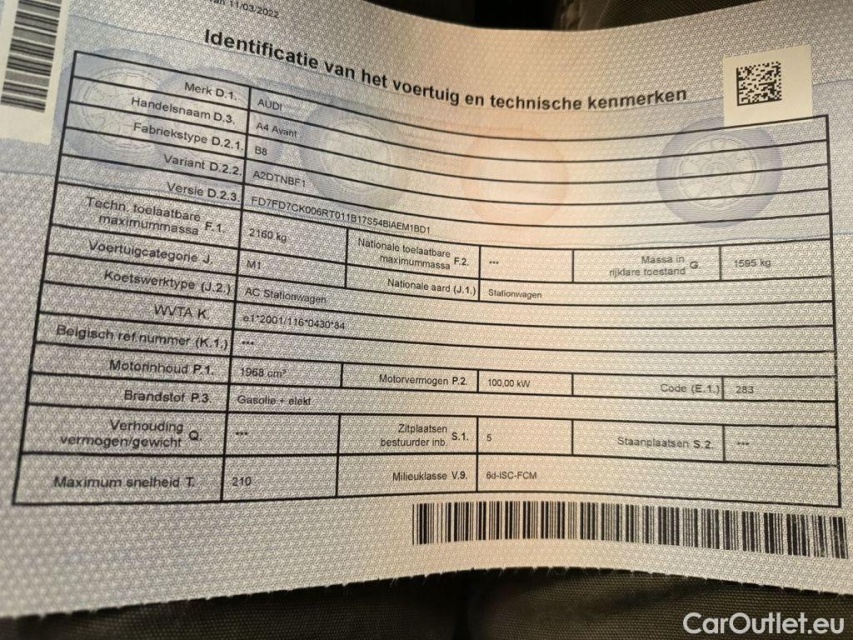 van 11/03/2022
Identificatie van het voertuig en technische kenmerken
Merk D.1. AUDI
Handelsnaam D.3. A4 Avant
Fabriekstype D.2.1. B8
Variant D.2.2. A2DTNBF1
Versie D.2.3. FD7FD7CK006RT011B17S54BIAEM1BD1
Techn. toelaatbare maximummassa F.1. 2160 kg Nationale toelaatbare maximummassa F.2. --- Massa in rijklare toestand G. 1595 kg
Voertuigcategorie J. M1 Nationale aard (J.1.) Stationwagen
Koetswerktype (J.2.) AC Stationwagen
WVTA K. e1*2001/116*0430*84
Belgisch ref.nummer (K.1.) ---
Motorinhoud P.1. 1968 cm³ Motorvermogen P.2. 100,00 kW Code (E.1.) 283
Brandstof P.3. Gasolie + elekt
Verhouding vermogen/gewicht Q. --- Zitplaatsen bestuurder inb. S.1. 5 Staanplaatsen S.2. ---
Maximum snelheid T. 210 Milieuklasse V.9. 6d-ISC-FCM
CarOutlet.eu